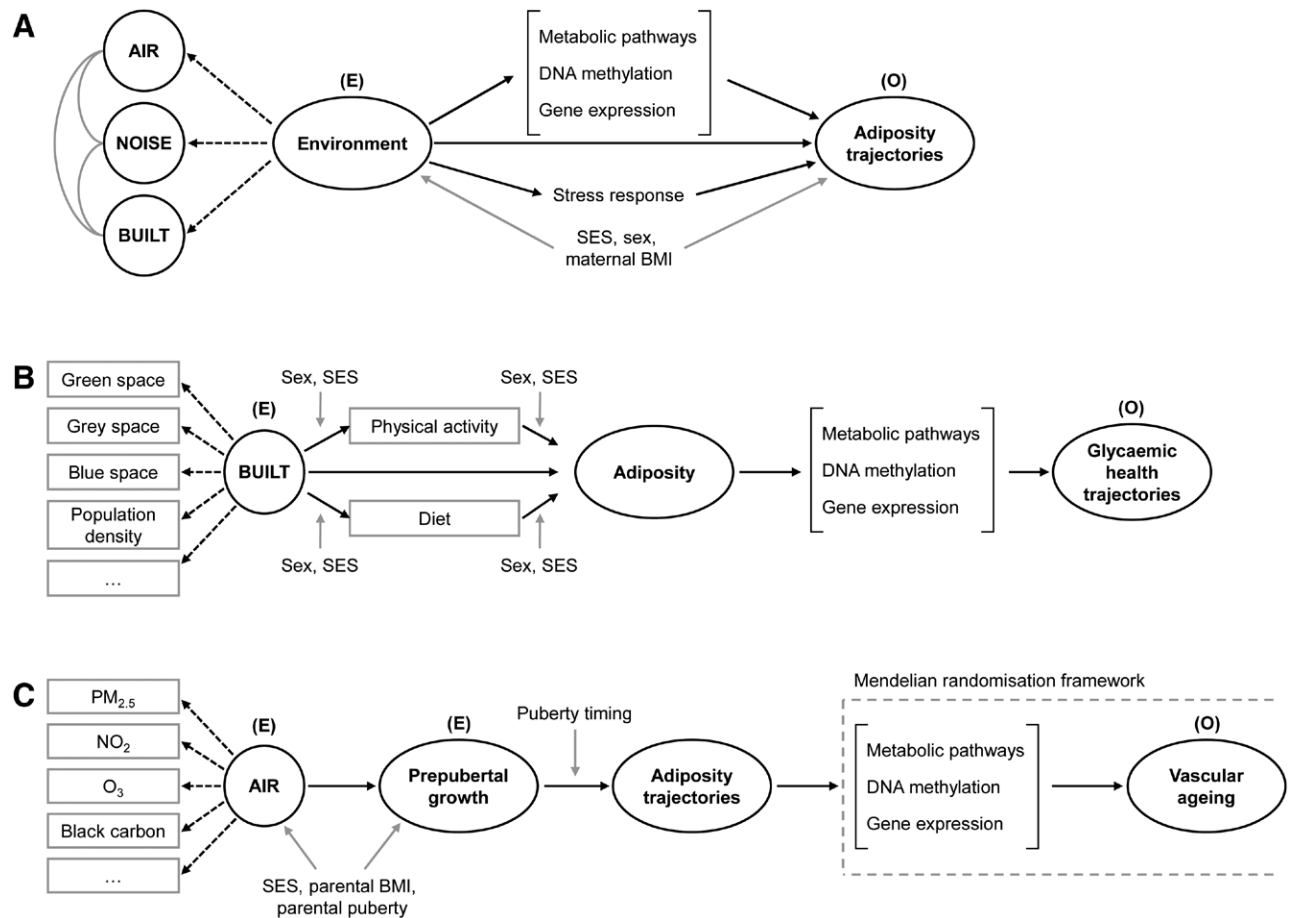 A
AIR
NOISE
BUILT
(E)
Environment
Metabolic pathways
DNA methylation
Gene expression
Stress response
SES, sex,
maternal BMI
(O)
Adiposity
trajectories
B
Green space
Grey space
Blue space
Population
density
...
(E)
BUILT
Sex, SES
Sex, SES
Physical activity
Diet
Sex, SES
Sex, SES
Adiposity
Metabolic pathways
DNA methylation
Gene expression
(O)
Glycaemic
health
trajectories
C
PM2.5
NO2
O3
Black carbon
...
(E)
AIR
SES, parental BMI,
parental puberty
(E)
Prepubertal
growth
Puberty timing
Adiposity
trajectories
Mendelian randomisation framework
Metabolic pathways
DNA methylation
Gene expression
(O)
Vascular
ageing